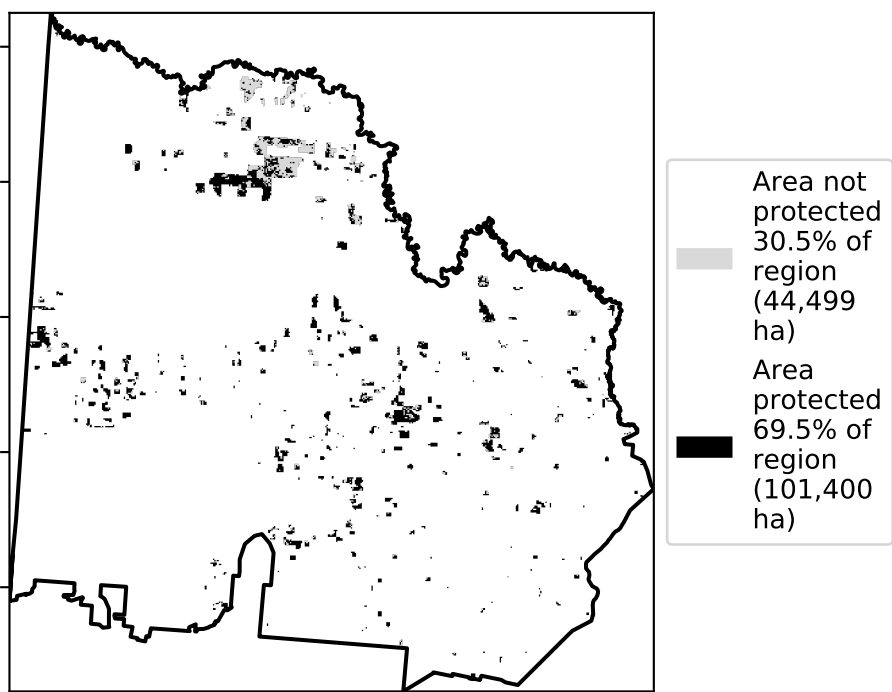 Area not
protected
30.5% of
region
(44,499
ha)
Area
protected
69.5% of
region
(101,400
ha)